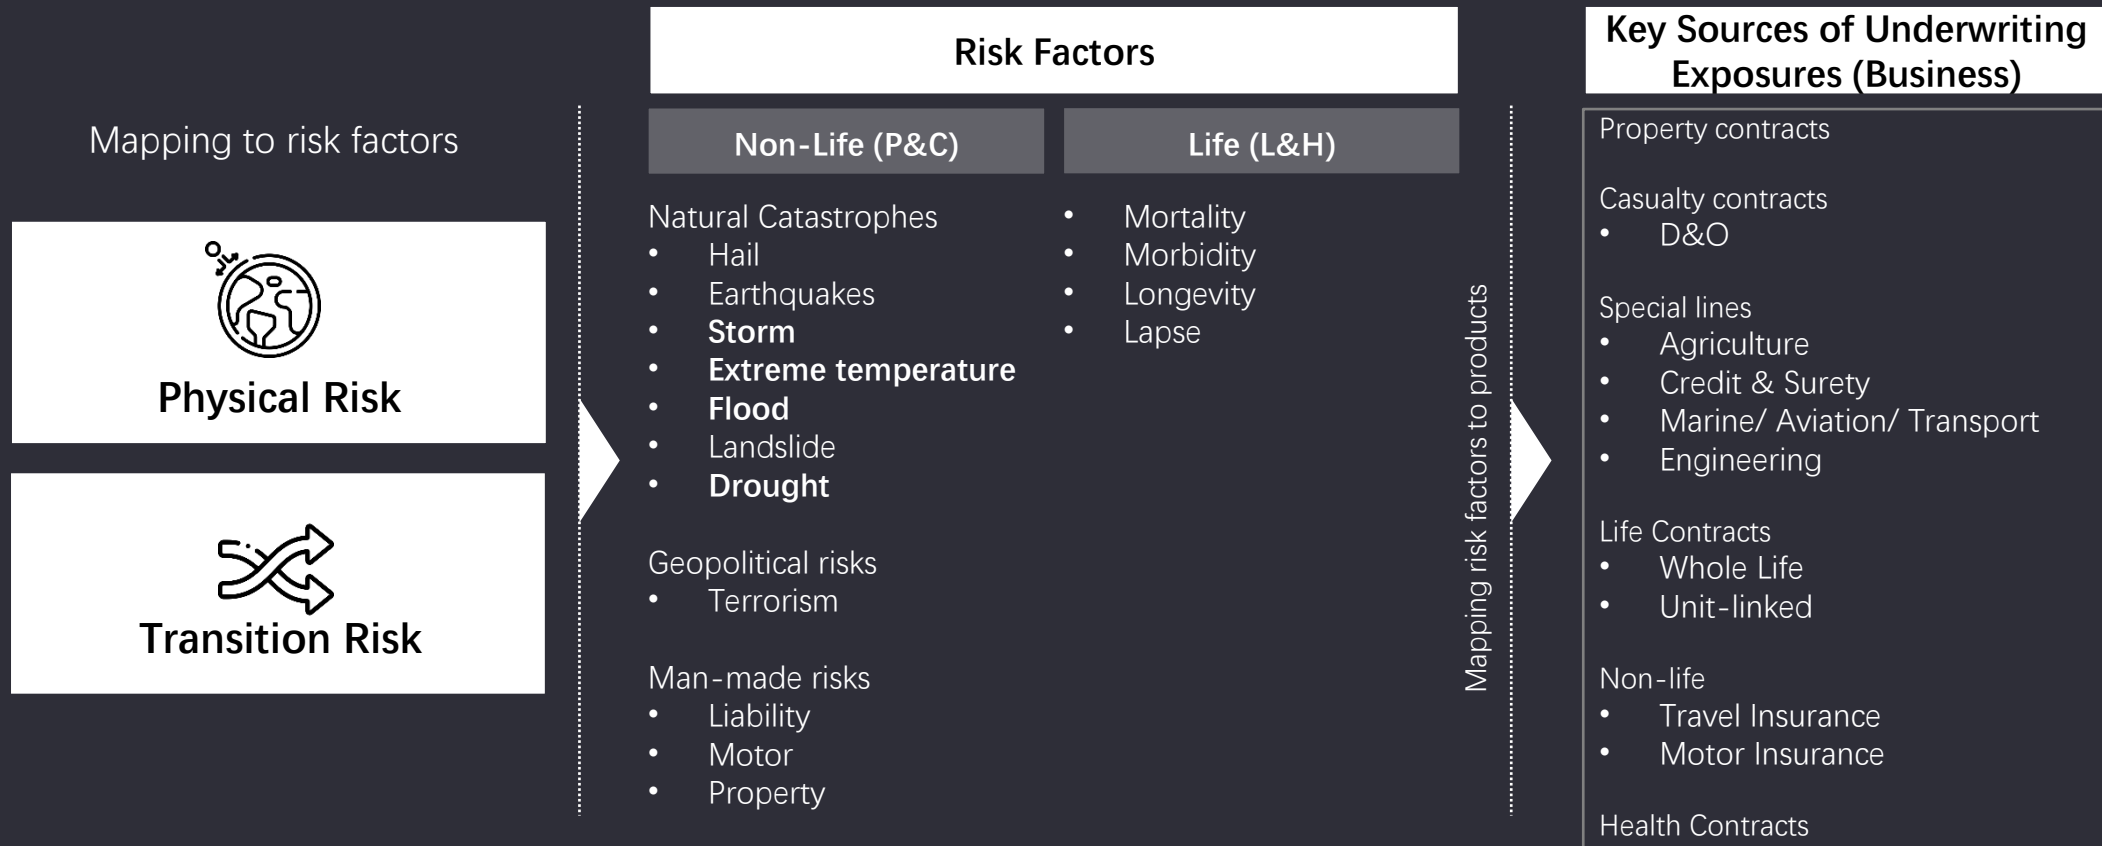 Mapping to risk factors
Physical Risk
Transition Risk
Risk Factors
Non-Life (P&C)
Natural Catastrophes
• Hail
• Earthquakes
• Storm
• Extreme temperature
• Flood
• Landslide
• Drought
Geopolitical risks
• Terrorism
Man-made risks
• Liability
• Motor
• Property
Life (L&H)
• Mortality
• Morbidity
• Longevity
• Lapse
Mapping risk factors to products
Key Sources of Underwriting
Exposures (Business)
Property contracts
Casualty contracts
• D&O
Special lines
• Agriculture
• Credit & Surety
• Marine/ Aviation/ Transport
• Engineering
Life Contracts
• Whole Life
• Unit-linked
Non-life
• Travel Insurance
• Motor Insurance
Health Contracts